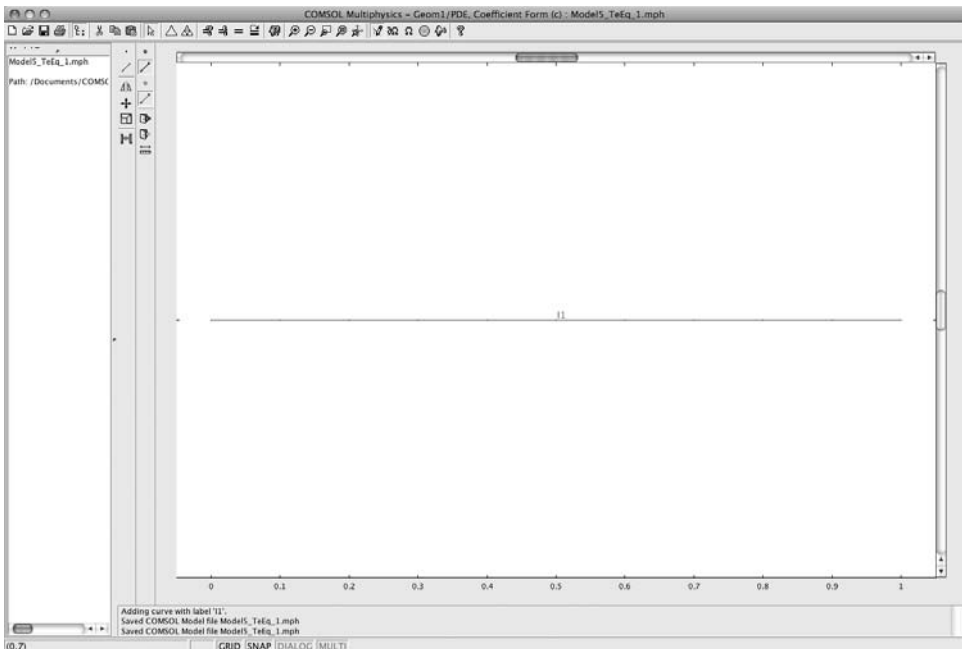 COMSOL Multiphysics – Geom1/PDE, Coefficient Form (c) : Model5_TeEq_1.mph
Model5_TeEq_1.mph
Path: /Documents/COMSC
I1
0 0.1 0.2 0.3 0.4 0.5 0.6 0.7 0.8 0.9 1
Adding curve with label 'I1'.
Saved COMSOL Model file Model5_TeEq_1.mph
Saved COMSOL Model file Model5_TeEq_1.mph
(0.7) GRID SNAP DIALOG MULTI